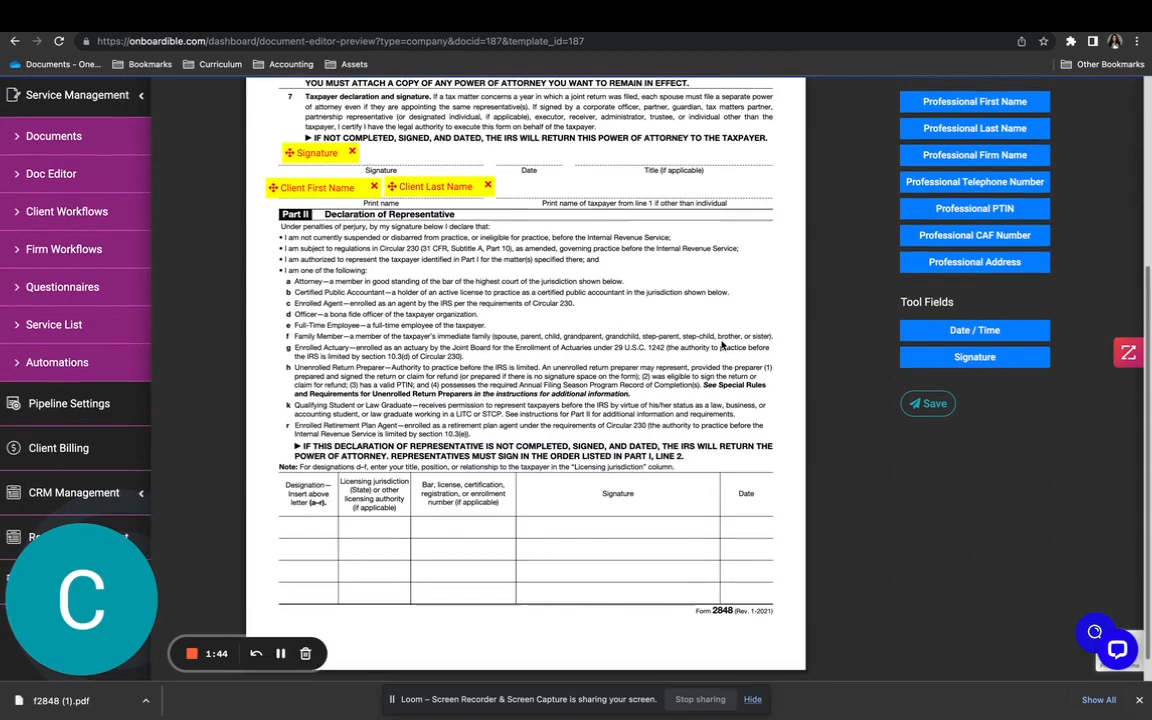 https://onboardible.com/dashboard/document-editor-preview?type=company&docid=187&template_id=187
Documents - One...
Bookmarks
Curriculum
Accounting
Assets
Other Bookmarks
Service Management
Documents
Doc Editor
Client Workflows
Firm Workflows
Questionnaires
Service List
Automations
Pipeline Settings
Client Billing
CRM Management
C
YOU MUST ATTACH A COPY OF ANY POWER OF ATTORNEY YOU WANT TO REMAIN IN EFFECT.
7 Taxpayer declaration and signature. If a tax matter concerns a year in which a joint return was filed, each spouse must file a separate power
of attorney even if they are appointing the same representative(s). If signed by a corporate officer, partner, guardian, tax matters partner,
partnership representative (or designated individual, if applicable), executor, receiver, administrator, trustee, or individual other than the
taxpayer, I certify I have the legal authority to execute this form on behalf of the taxpayer.
▶ IF NOT COMPLETED, SIGNED, AND DATED, THE IRS WILL RETURN THIS POWER OF ATTORNEY TO THE TAXPAYER.
Signature
Signature Date Title (if applicable)
Client First Name Client Last Name
Print name Print name of taxpayer from line 1 if other than individual
Part II Declaration of Representative
Under penalties of perjury, by my signature below I declare that:
• I am not currently suspended or disbarred from practice, or ineligible for practice, before the Internal Revenue Service;
• I am subject to regulations in Circular 230 (31 CFR, Subtitle A, Part 10), as amended, governing practice before the Internal Revenue Service;
• I am authorized to represent the taxpayer identified in Part I for the matter(s) specified there; and
• I am one of the following:
a Attorney—a member in good standing of the bar of the highest court of the jurisdiction shown below.
b Certified Public Accountant—a holder of an active license to practice as a certified public accountant in the jurisdiction shown below.
c Enrolled Agent—enrolled as an agent by the IRS per the requirements of Circular 230.
d Officer—a bona fide officer of the taxpayer organization.
e Full-Time Employee—a full-time employee of the taxpayer.
f Family Member—a member of the taxpayer's immediate family (spouse, parent, child, grandparent, grandchild, step-parent, step-child, brother, or sister).
g Enrolled Actuary—enrolled as an actuary by the Joint Board for the Enrollment of Actuaries under 29 U.S.C. 1242 (the authority to practice before
the IRS is limited by section 10.3(d) of Circular 230).
h Unenrolled Return Preparer—Authority to practice before the IRS is limited. An unenrolled return preparer may represent, provided the preparer (1)
prepared and signed the return or claim for refund (or prepared if there is no signature space on the form); (2) was eligible to sign the return or
claim for refund; (3) has a valid PTIN; and (4) possesses the required Annual Filing Season Program Record of Completion(s). See Special Rules
and Requirements for Unenrolled Return Preparers in the instructions for additional information.
k Qualifying Student or Law Graduate—receives permission to represent taxpayers before the IRS by virtue of his/her status as a law, business, or
accounting student, or law graduate working in a LITC or STCP. See instructions for Part II for additional information and requirements.
r Enrolled Retirement Plan Agent—enrolled as a retirement plan agent under the requirements of Circular 230 (the authority to practice before the
Internal Revenue Service is limited by section 10.3(e)).
▶ IF THIS DECLARATION OF REPRESENTATIVE IS NOT COMPLETED, SIGNED, AND DATED, THE IRS WILL RETURN THE
POWER OF ATTORNEY. REPRESENTATIVES MUST SIGN IN THE ORDER LISTED IN PART I, LINE 2.
Note: For designations d–f, enter your title, position, or relationship to the taxpayer in the "Licensing jurisdiction" column.
Designation—
Insert above
letter (a–r).
Licensing jurisdiction
(State) or other
licensing authority
(if applicable)
Bar, license, certification,
registration, or enrollment
number (if applicable)
Signature
Date
Form 2848 (Rev. 1-2021)
Professional First Name
Professional Last Name
Professional Firm Name
Professional Telephone Number
Professional PTIN
Professional CAF Number
Professional Address
Tool Fields
Date / Time
Signature
Save
1:44
f2848 (1).pdf
Loom – Screen Recorder & Screen Capture is sharing your screen.
Stop sharing
Hide
Show All